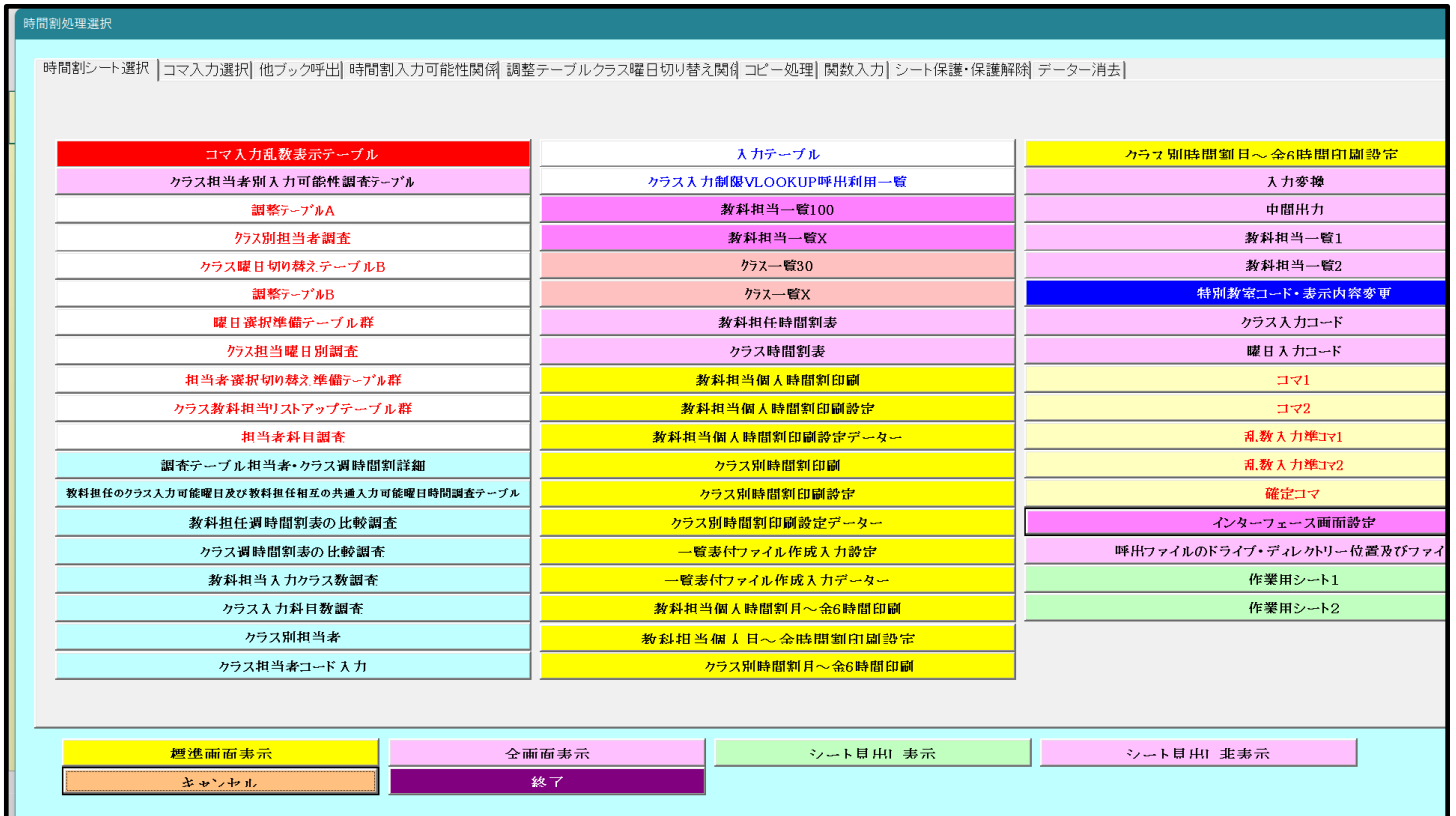 時間割処理選択
時間割シート選択 コマ入力選択 他ブック呼出 時間割入力可能性関係 調整テーブルクラス曜日切り替え関係 コピー処理 関数入力 シート保護・保護解除 データー消去
コマ入力乱数表示テーブル
クラス担当者別入力可能性調査ﾃｰﾌﾞﾙ
調整ﾃｰﾌﾞﾙA
ｸﾗｽ別担当者調査
クラス曜日切り替えテーブルB
調整ﾃｰﾌﾞﾙB
曜日選択準備テーブル群
ｸﾗｽ担当曜日別調査
担当者選択切り替え準備ﾃｰﾌﾞﾙ群
クラス教科担当リストアップテーブル群
担当者科目調査
調査テーブル担当者・クラス週時間割詳細
教科担任のクラス入力可能曜日及び教科担任相互の共通入力可能曜日時間調査テーブル
教科担任週時間割表の比較調査
クラス週時間割表の比較調査
教科担当入力クラス数調査
クラス入力科目数調査
クラス別担当者
クラス担当者コード入力
入力テーブル
クラス入力制限VLOOKUP呼出利用一覧
教科担当一覧100
教科担当一覧X
ｸﾗｽ一覧30
ｸﾗｽ一覧X
教科担任時間割表
クラス時間割表
教科担当個人時間割印刷
教科担当個人時間割印刷設定
教科担当個人時間割印刷設定データー
クラス別時間割印刷
クラス別時間割印刷設定
クラス別時間割印刷設定データー
一覧表付ファイル作成入力設定
一覧表付ファイル作成入力データー
教科担当個人時間割月～金6時間印刷
教科担当個人月～金時間割印刷設定
クラス別時間割月～金6時間印刷
クラス別時間割月～金6時間印刷設定
入力変換
中間出力
教科担当一覧1
教科担当一覧2
特別教室コード・表示内容変更
クラス入力コード
曜日入力コード
コマ1
コマ2
乱数入力準ｺﾏ1
乱数入力準ｺﾏ2
確定コマ
インターフェース画面設定
呼出ファイルのドライブ・ディレクトリー位置及びファイ
作業用シート1
作業用シート2
標準画面表示 全画面表示 シート見出し 表示 シート見出し 非表示
キャンセル 終了